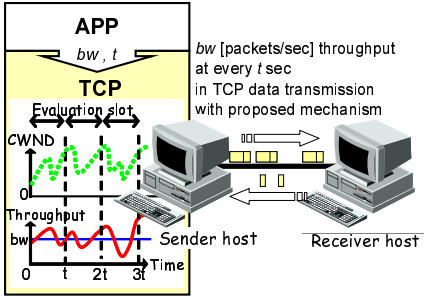 APP
bw , t
TCP
bw [packets/sec] throughput
at every t sec
in TCP data transmission
with proposed mechanism
Evaluation slot
CWND
0
Throughput
bw
0 t 2t 3t Time
Sender host
Receiver host